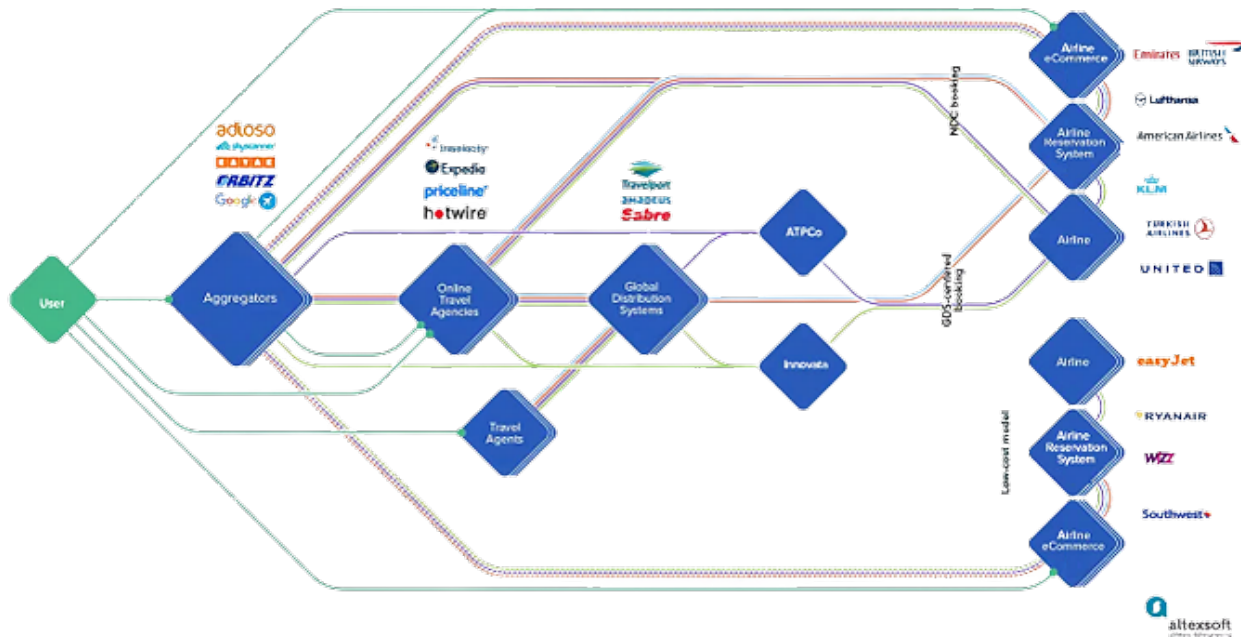 Airline
eCommerce
Emirates
BRITISH
AIRWAYS
Lufthansa
NDC booking
Airline
Reservation
System
American Airlines
KLM
adioso
skyscanner
KAYAK
ORBITZ
Google
travelocity
Expedia
priceline
hotwire
Travelport
amadeus
Sabre
ATPCo
Airline
TURKISH
AIRLINES
UNITED
User
Aggregators
Online
Travel
Agencies
Global
Distribution
Systems
GDS-centered
booking
Innovata
Airline
easyJet
Travel
Agents
Low-cost model
RYANAIR
Airline
Reservation
System
WIZZ
Southwest
Airline
eCommerce
altexsoft